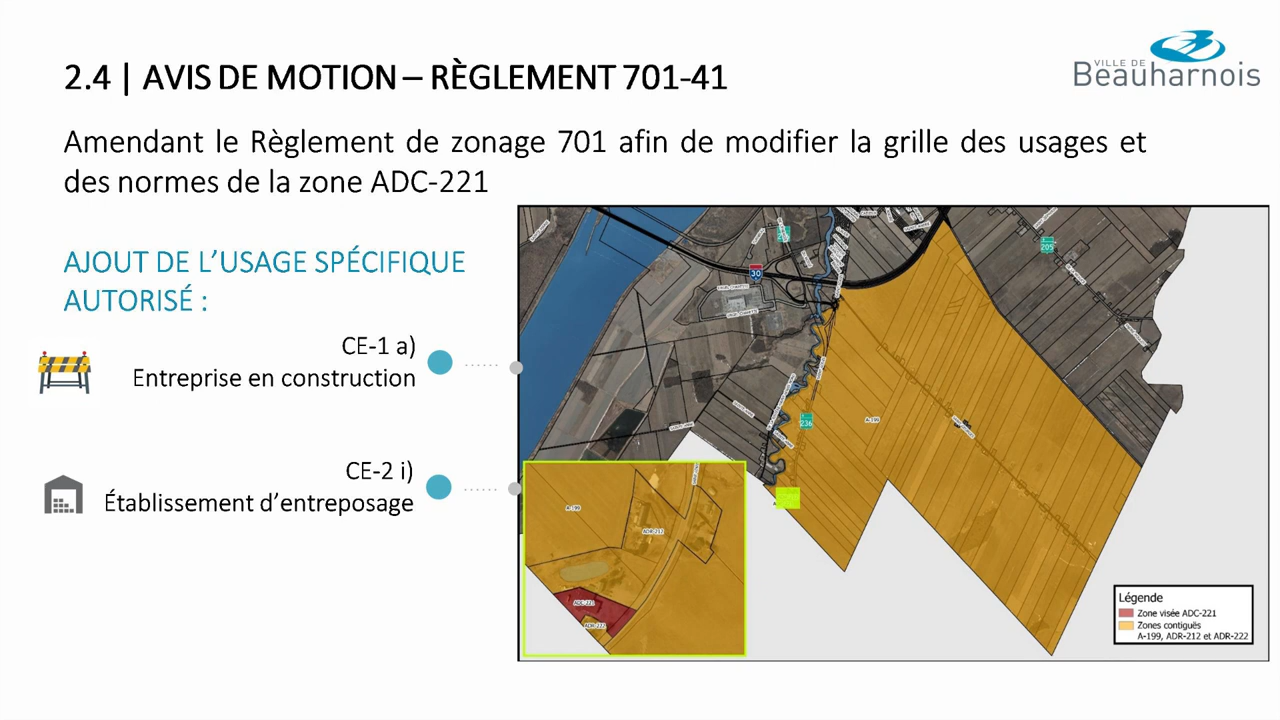 2.4 | AVIS DE MOTION – RÈGLEMENT 701-41
VILLE DE
Beauharnois
Amendant le Règlement de zonage 701 afin de modifier la grille des usages et
des normes de la zone ADC-221
AJOUT DE L’USAGE SPÉCIFIQUE
AUTORISÉ :
CE-1 a)
Entreprise en construction
CE-2 i)
Établissement d’entreposage
30
205
236
A-199
A-199
ADR-212
ADC-221
ADR-222
Légende
Zone visée ADC-221
Zones contiguës
A-199, ADR-212 et ADR-222